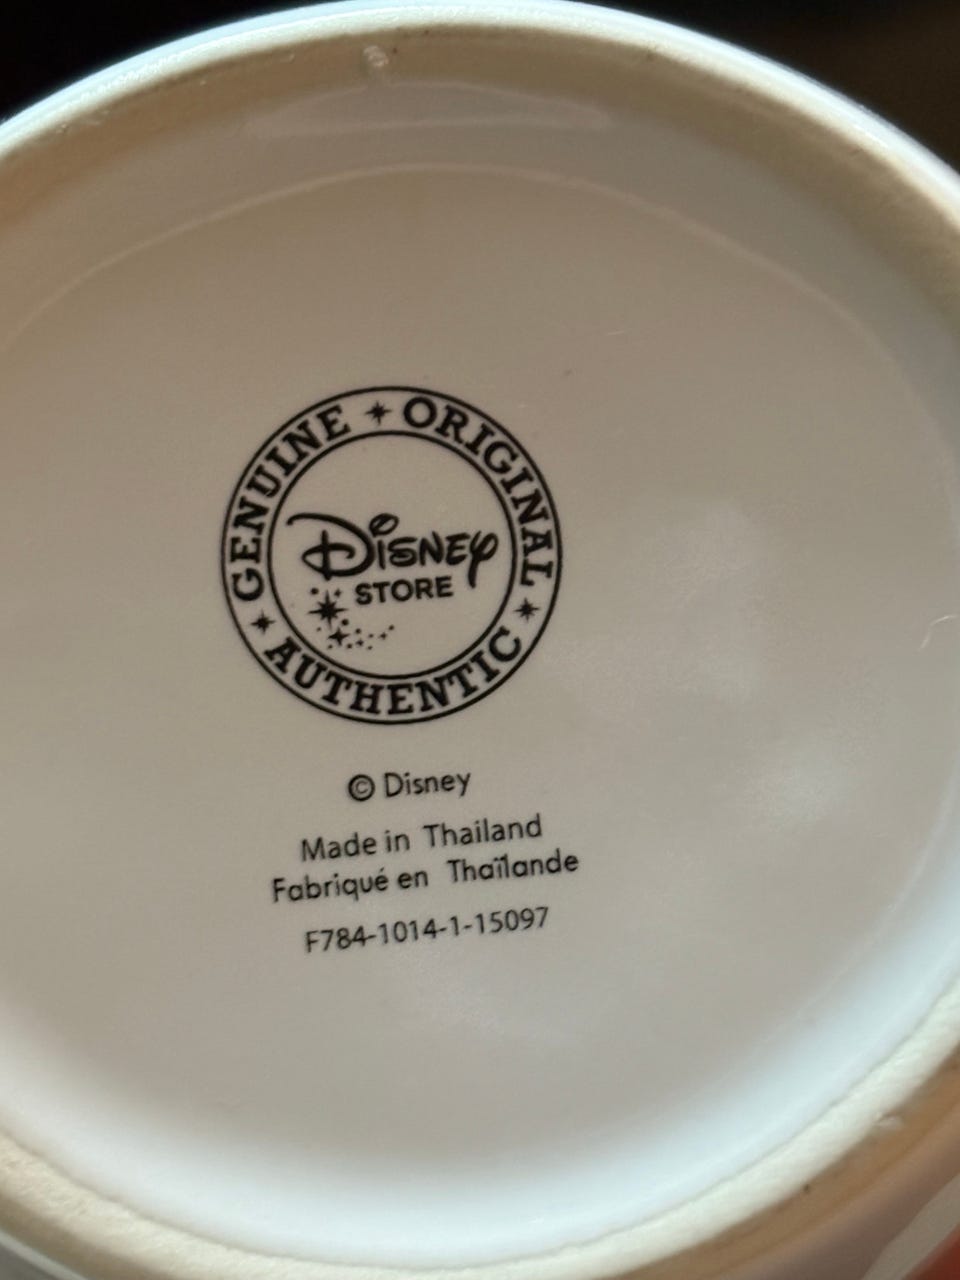 GENUINE ORIGINAL AUTHENTIC
Disney
STORE
© Disney
Made in Thailand
Fabriqué en Thaïlande
F784-1014-1-15097